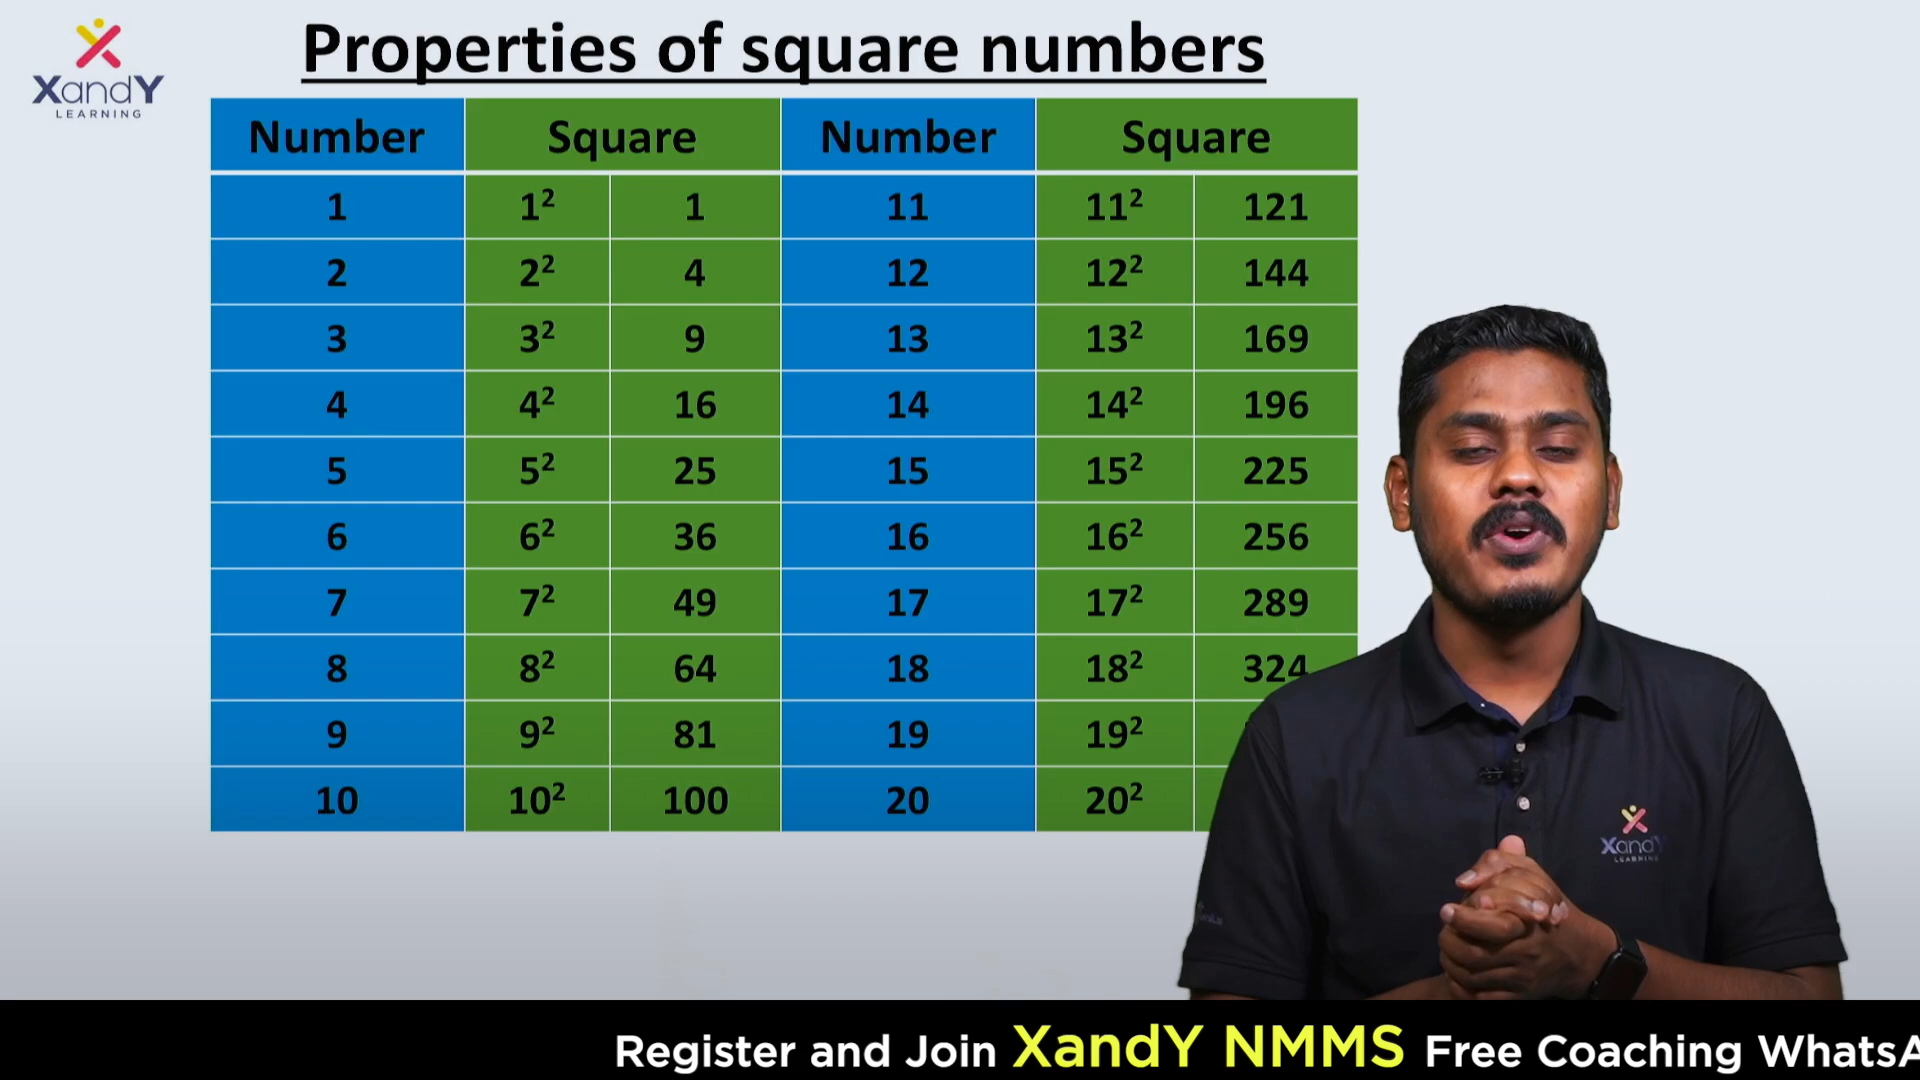 XandY
LEARNING
Properties of square numbers
Number Square Number Square
1 1² 1 11 11² 121
2 2² 4 12 12² 144
3 3² 9 13 13² 169
4 4² 16 14 14² 196
5 5² 25 15 15² 225
6 6² 36 16 16² 256
7 7² 49 17 17² 289
8 8² 64 18 18² 324
9 9² 81 19 19²
10 10² 100 20 20²
XandY
LEARNING
Register and Join XandY NMMS Free Coaching WhatsA